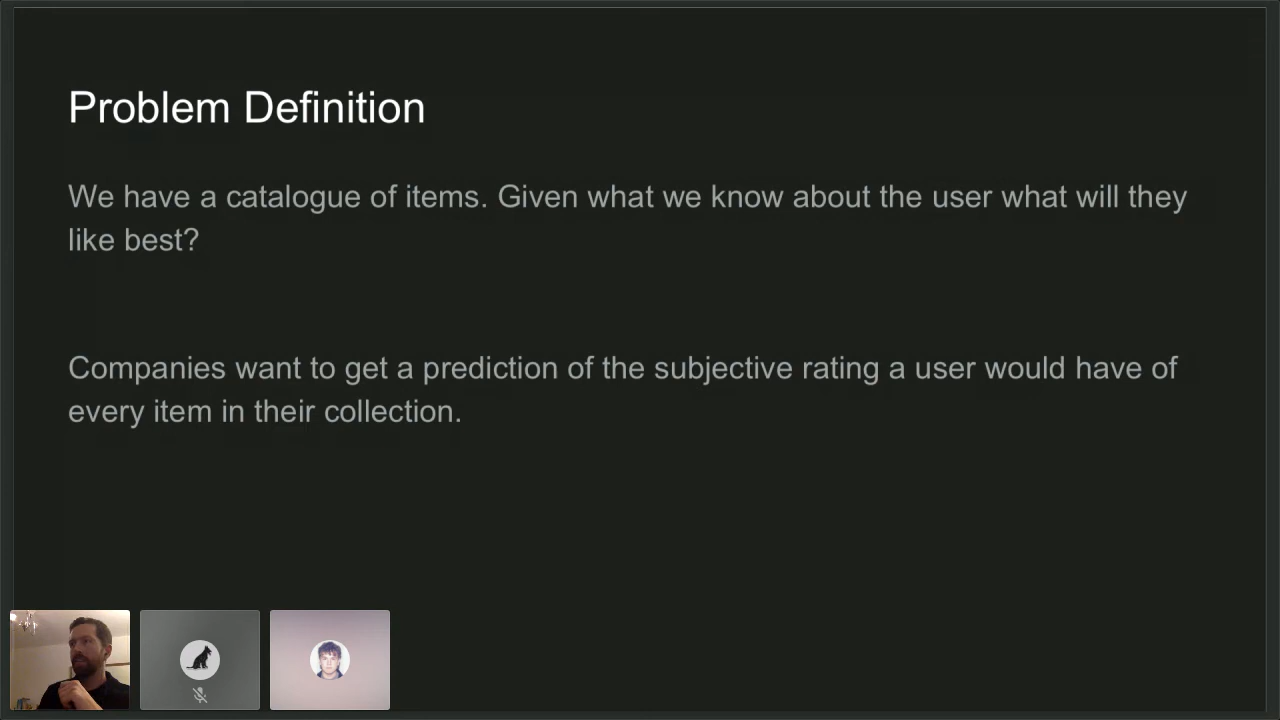 Problem Definition
We have a catalogue of items. Given what we know about the user what will they
like best?
Companies want to get a prediction of the subjective rating a user would have of
every item in their collection.